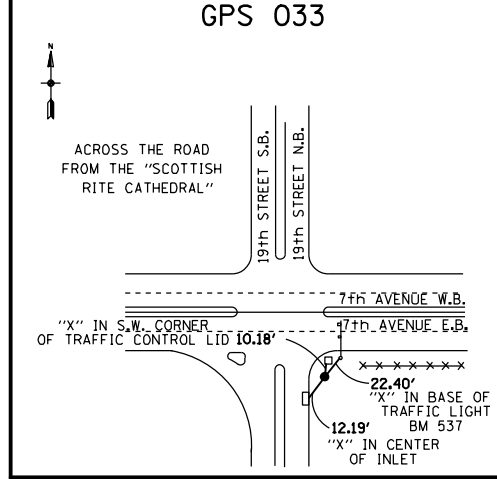 GPS 033
N
ACROSS THE ROAD
FROM THE "SCOTTISH
RITE CATHEDRAL"
19th STREET S.B.
19th STREET N.B.
7th AVENUE W.B.
7th AVENUE E.B.
"X" IN S.W. CORNER
OF TRAFFIC CONTROL LID 10.18'
22.40'
"X" IN BASE OF
TRAFFIC LIGHT
BM 537
12.19'
"X" IN CENTER
OF INLET